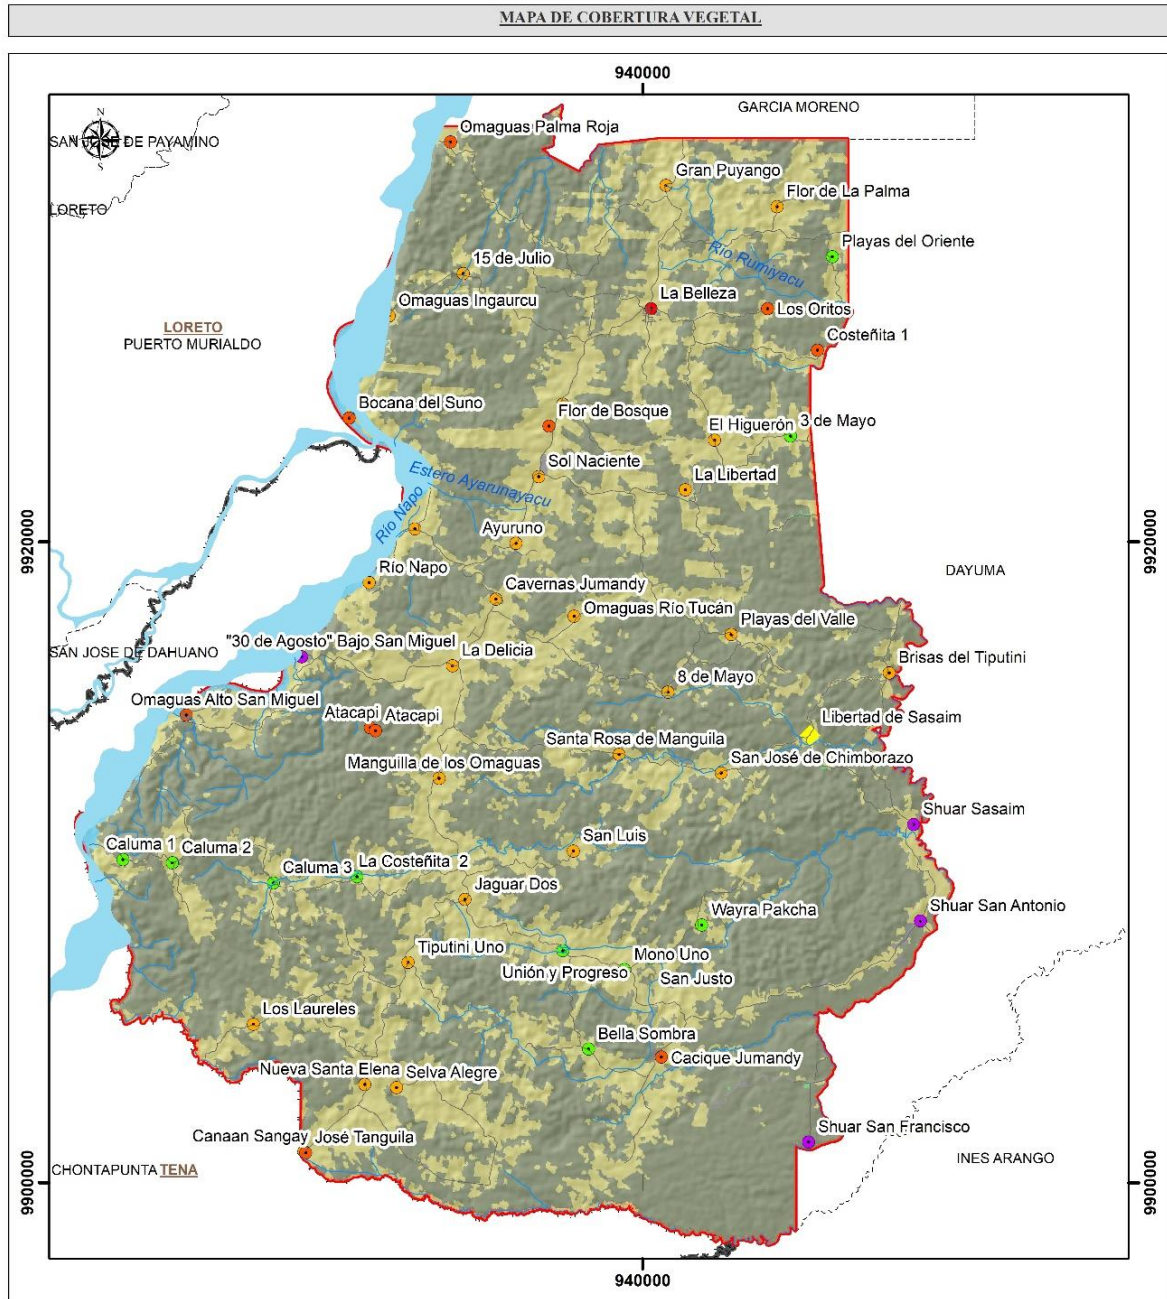 MAPA DE COBERTURA VEGETAL
940000
GARCIA MORENO
N
S
SAN JOSE DE PAYAMINO
Omaguas Palma Roja
Gran Puyango
Flor de La Palma
LORETO
Playas del Oriente
Río Rumiyacu
15 de Julio
La Belleza
Omaguas Ingaurcu
Los Oritos
LORETO
PUERTO MURIALDO
Costeñita 1
Bocana del Suno
Flor de Bosque
El Higuerón
3 de Mayo
Sol Naciente
Estero Ayarunayacu
La Libertad
Río Napo
Ayuruno
9920000
9920000
DAYUMA
Río Napo
Cavernas Jumandy
Omaguas Río Tucán
Playas del Valle
"30 de Agosto" Bajo San Miguel
SAN JOSE DE DAHUANO
La Delicia
Brisas del Tiputini
8 de Mayo
Omaguas Alto San Miguel
Atacapi
Atacapi
Libertad de Sasaim
Santa Rosa de Manguila
San José de Chimborazo
Manguilla de los Omaguas
Shuar Sasaim
San Luis
Caluma 1
Caluma 2
Caluma 3
La Costeñita 2
Jaguar Dos
Wayra Pakcha
Shuar San Antonio
Tiputini Uno
Mono Uno
Unión y Progreso
San Justo
Los Laureles
Bella Sombra
Cacique Jumandy
Nueva Santa Elena
Selva Alegre
Shuar San Francisco
Canaan Sangay
José Tanguila
INES ARANGO
CHONTAPUNTA TENA
9900000
9900000
940000